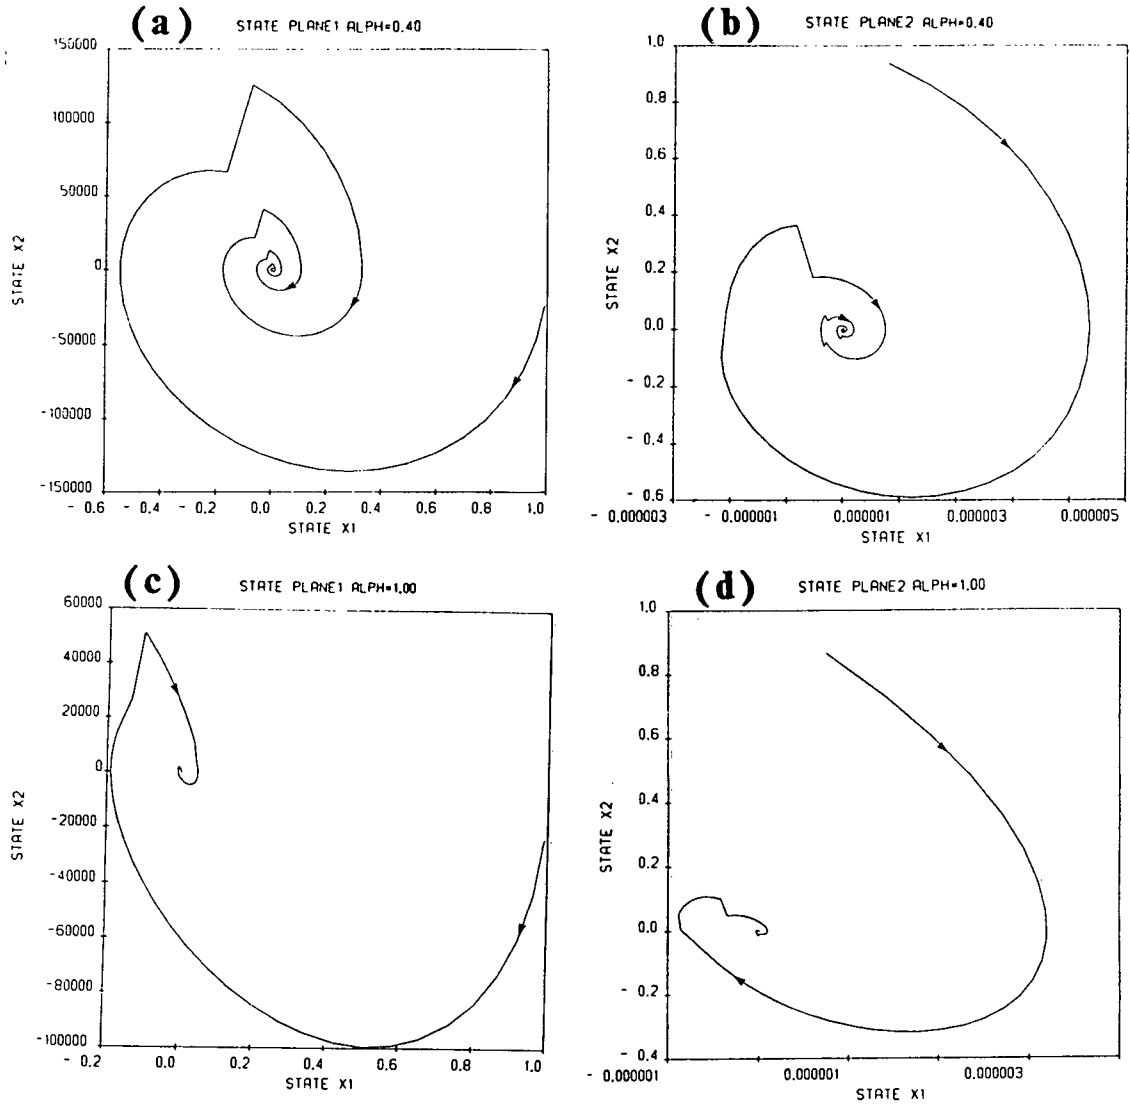 (a) STATE PLANE1 ALPH=0.40
150000
100000
50000
0
-50000
-100000
-150000
STATE X2
- 0.6 - 0.4 - 0.2 0.0 0.2 0.4 0.6 0.8 1.0
STATE X1
(b) STATE PLANE2 ALPH=0.40
1.0
0.8
0.6
0.4
0.2
0.0
- 0.2
- 0.4
- 0.6
STATE X2
- 0.000003 - 0.000001 0.000001 0.000003 0.000005
STATE X1
(c) STATE PLANE1 ALPH=1.00
60000
40000
20000
0
-20000
-40000
-60000
-80000
-100000
STATE X2
- 0.2 0.0 0.2 0.4 0.6 0.8 1.0
STATE X1
(d) STATE PLANE2 ALPH=1.00
1.0
0.8
0.6
0.4
0.2
0.0
- 0.2
- 0.4
STATE X2
- 0.000001 0.000001 0.000003
STATE X1